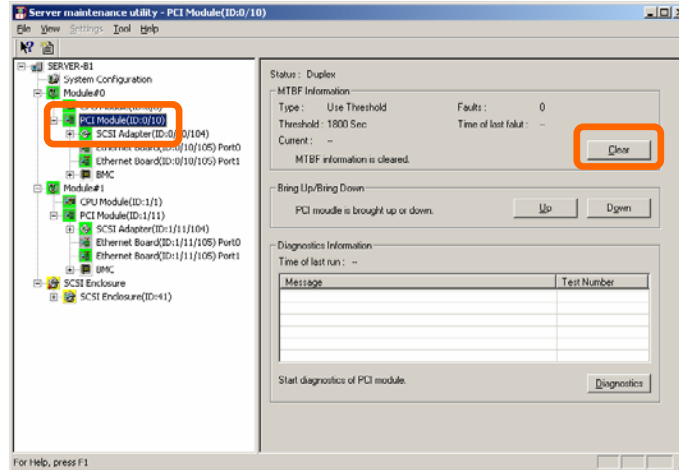 Server maintenance utility - PCI Module(ID:0/10)
File View Settings Tool Help
SERVER-B1
System Configuration
Module#0
PCI Module(ID:0/10)
SCSI Adapter(ID:0/10/104)
Ethernet Board(ID:0/10/105) Port0
Ethernet Board(ID:0/10/105) Port1
BMC
Module#1
CPU Module(ID:1/1)
PCI Module(ID:1/11)
SCSI Adapter(ID:1/11/104)
Ethernet Board(ID:1/11/105) Port0
Ethernet Board(ID:1/11/105) Port1
BMC
SCSI Enclosure
SCSI Enclosure(ID:41)
Status : Duplex
MTBF Information
Type : Use Threshold Faults : 0
Threshold : 1800 Sec Time of last falut : --
Current : --
Clear
MTBF information is cleared.
Bring Up/Bring Down
PCI moudle is brought up or down. Up Down
Diagnostics Information
Time of last run : --
Message Test Number
Start diagnostics of PCI module. Diagnostics
For Help, press F1